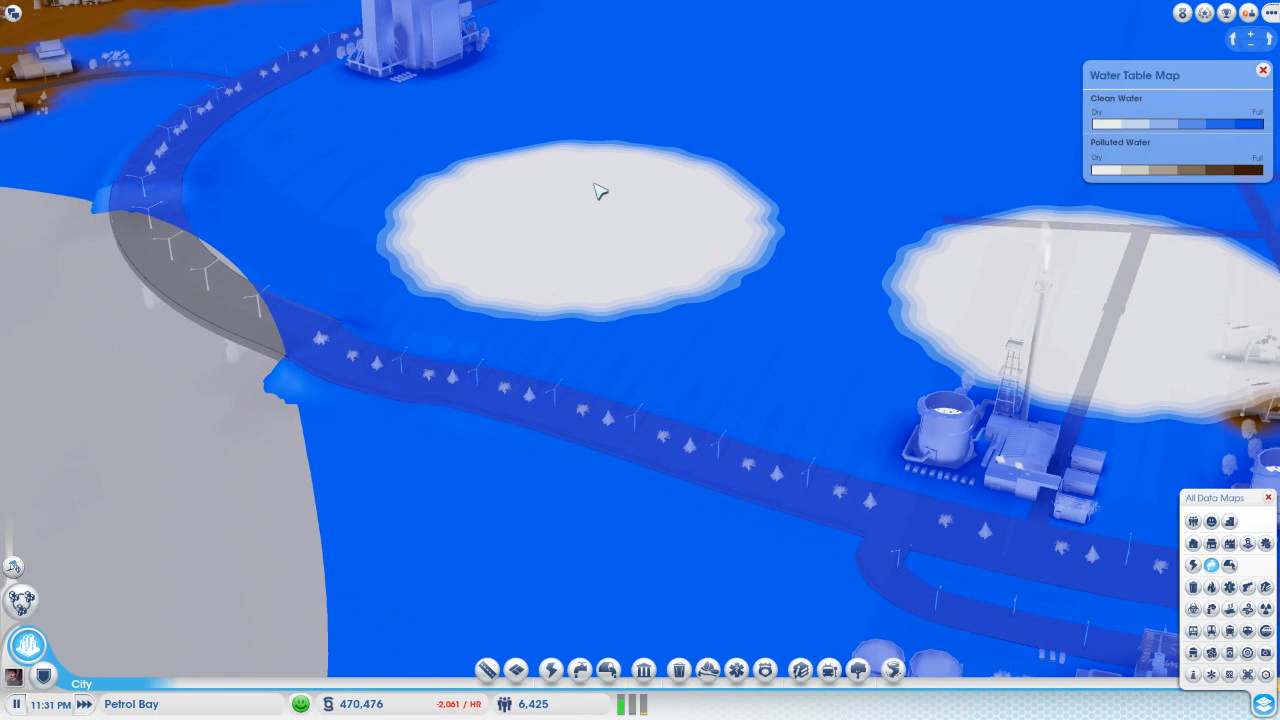 Water Table Map
Clean Water
Dry Full
Polluted Water
Dry Full
All Data Maps
City
11:31 PM Petrol Bay 470,476 -2,061 / HR 6,425